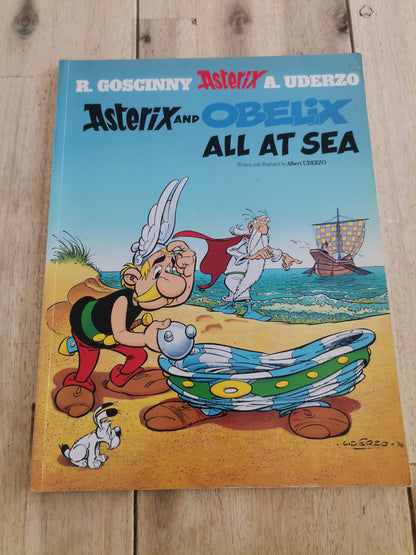 R. GOSCINNY Asterix A. UDERZO
Asterix AND OBELIX
ALL AT SEA
Written and illustrated by Albert UDERZO
UDERZO - 96